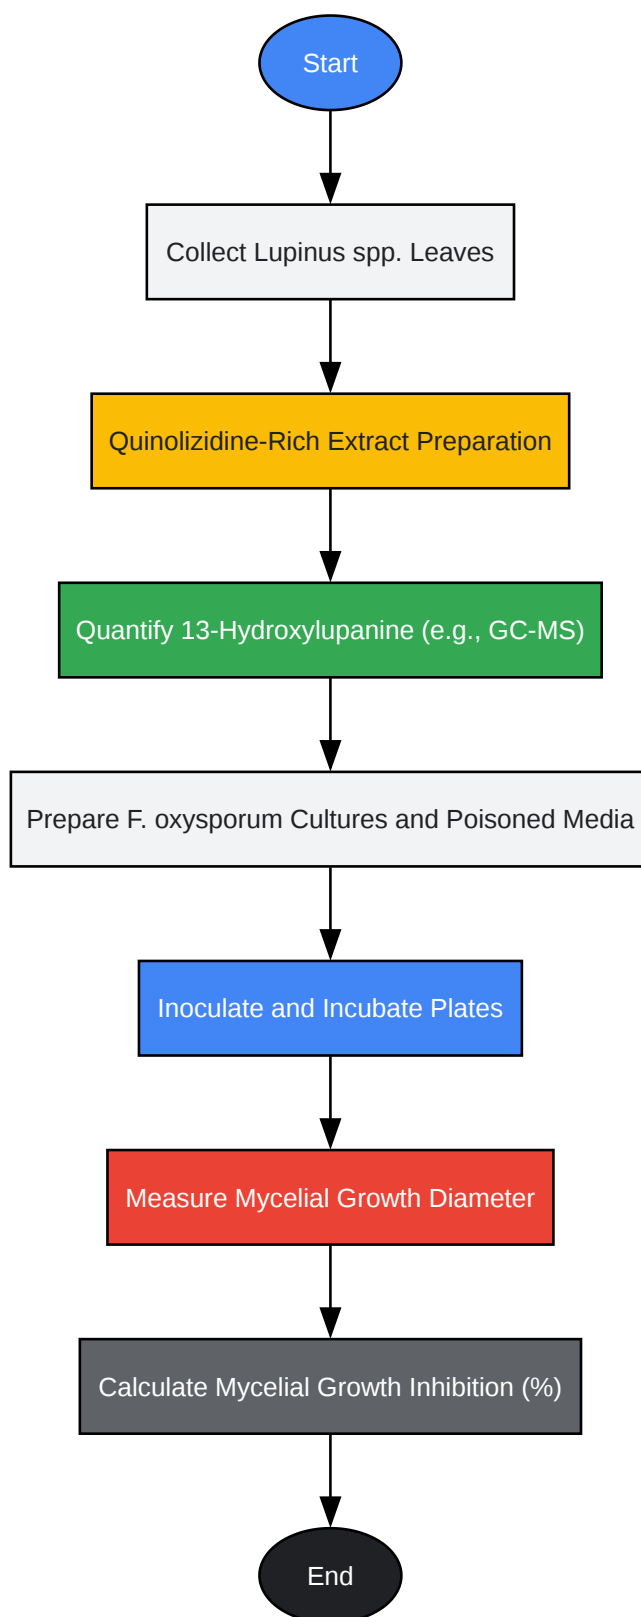 Start
Collect Lupinus spp. Leaves
Quinolizidine-Rich Extract Preparation
Quantify 13-Hydroxylupanine (e.g., GC-MS)
Prepare F. oxysporum Cultures and Poisoned Media
Inoculate and Incubate Plates
Measure Mycelial Growth Diameter
Calculate Mycelial Growth Inhibition (%)
End